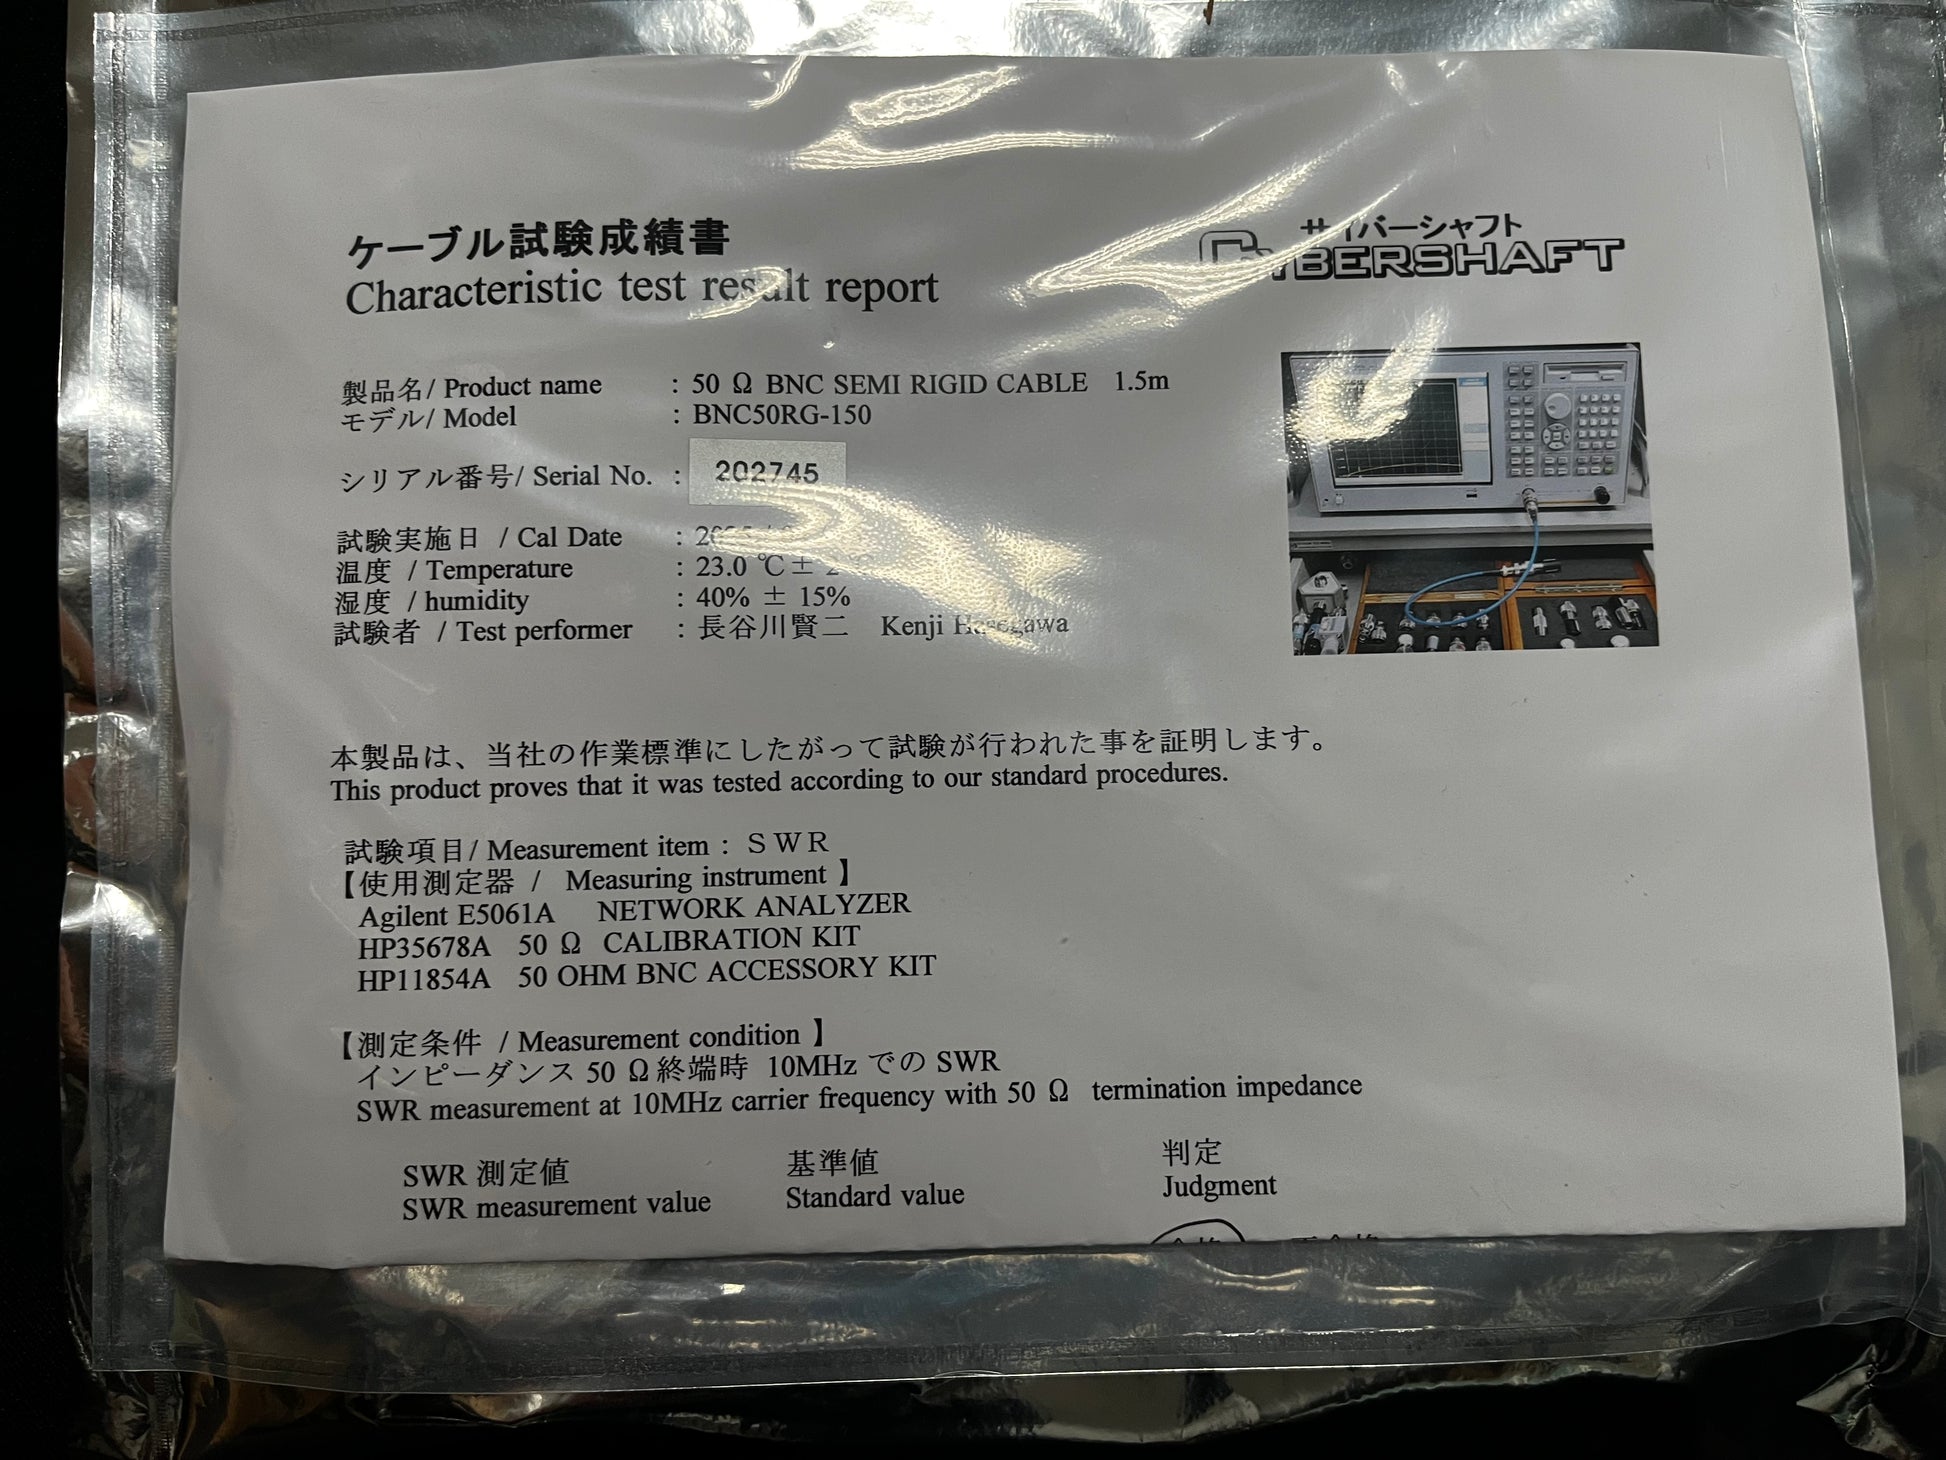 ケーブル試験成績書
Characteristic test result report
サイバーシャフト
CYBERSHAFT
製品名/ Product name : 50 Ω BNC SEMI RIGID CABLE 1.5m
モデル/ Model : BNC50RG-150
シリアル番号/ Serial No. : 202745
試験実施日 / Cal Date :
温度 / Temperature : 23.0 ℃ ± 2
湿度 / humidity : 40% ± 15%
試験者 / Test performer : 長谷川賢二 Kenji Hasegawa
本製品は、当社の作業標準にしたがって試験が行われた事を証明します。
This product proves that it was tested according to our standard procedures.
試験項目/ Measurement item : ＳＷＲ
【使用測定器 / Measuring instrument 】
Agilent E5061A NETWORK ANALYZER
HP35678A 50 Ω CALIBRATION KIT
HP11854A 50 OHM BNC ACCESSORY KIT
【測定条件 / Measurement condition 】
インピーダンス 50 Ω終端時 10MHz での SWR
SWR measurement at 10MHz carrier frequency with 50 Ω termination impedance
SWR 測定値 基準値 判定
SWR measurement value Standard value Judgment